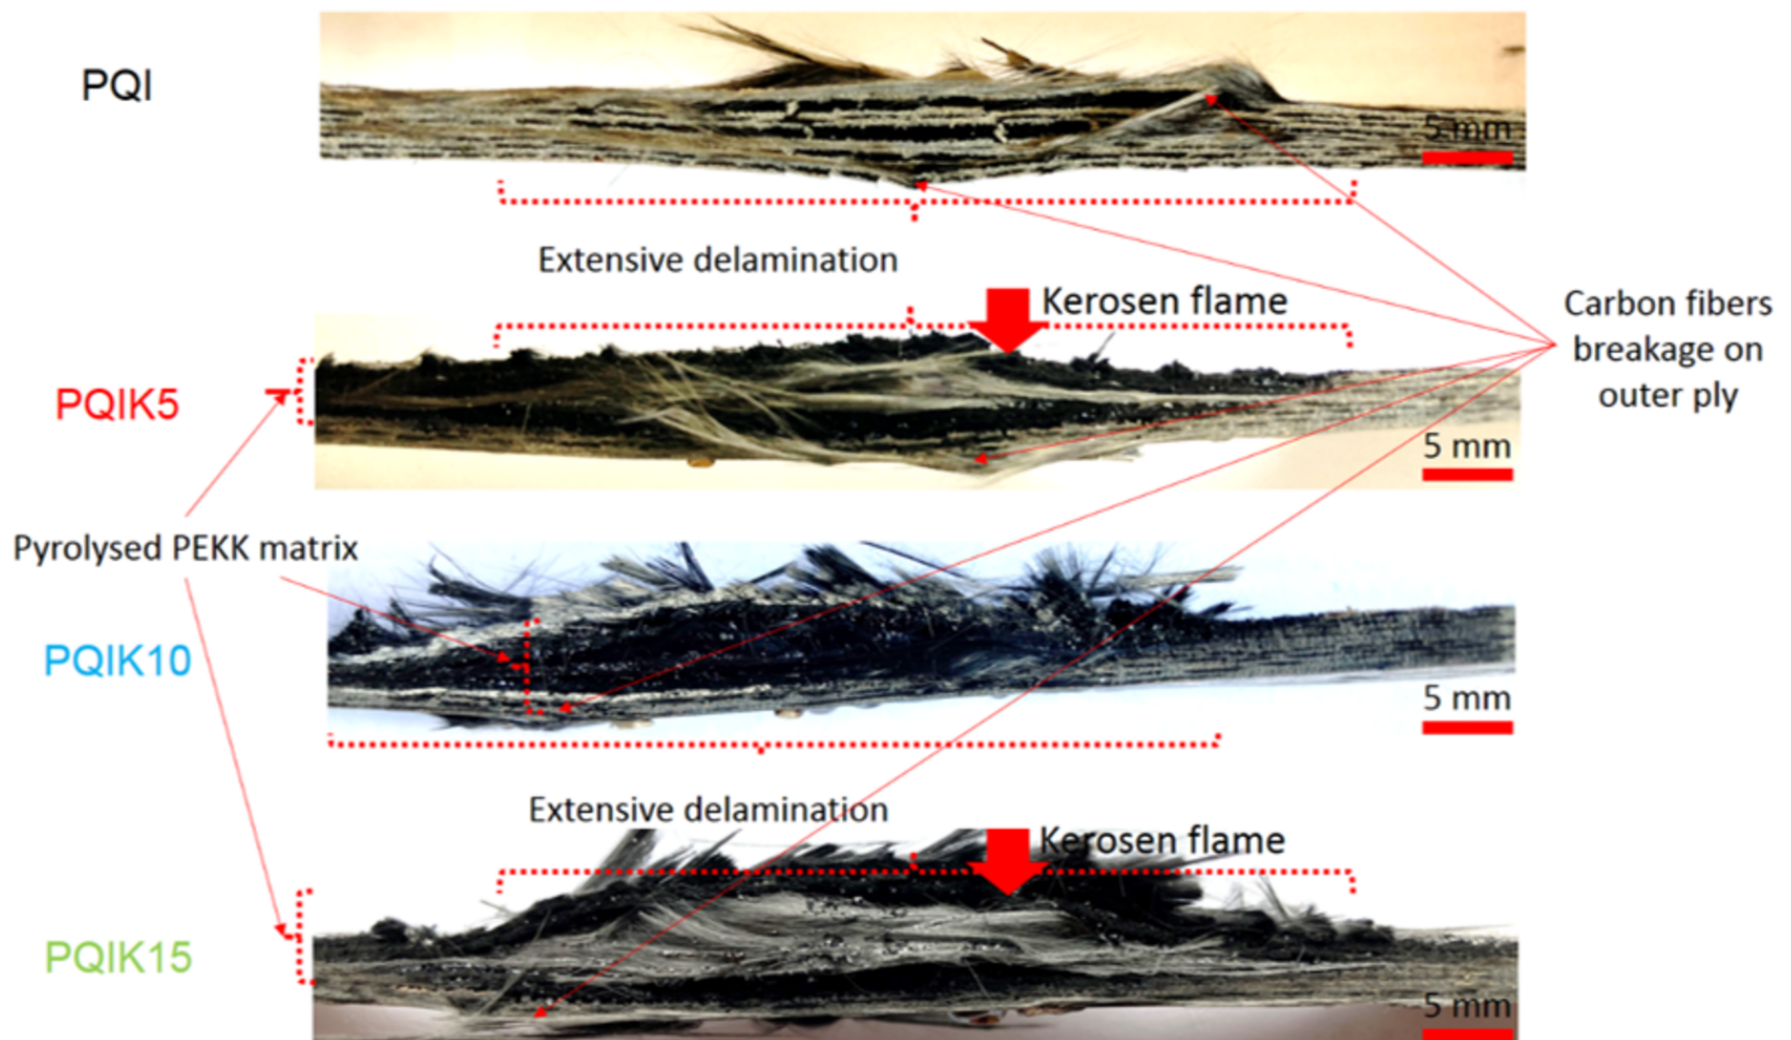 PQI
5 mm
Extensive delamination
Kerosen flame
Carbon fibers
breakage on
outer ply
PQIK5
5 mm
Pyrolysed PEKK matrix
PQIK10
5 mm
Extensive delamination
Kerosen flame
PQIK15
5 mm